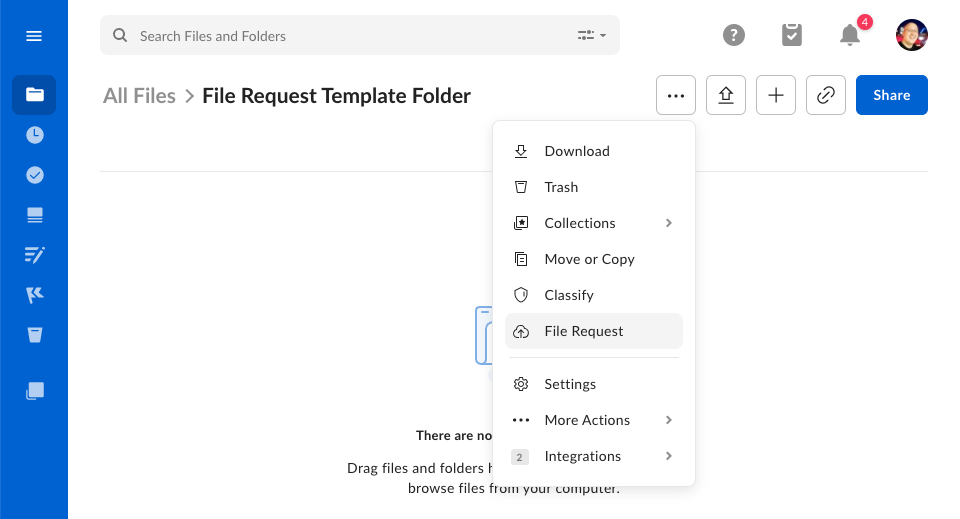 Search Files and Folders
4
All Files > File Request Template Folder
Share
Download
Trash
Collections
Move or Copy
Classify
File Request
Settings
More Actions
2 Integrations
There are no
Drag files and folders
browse files from your computer.